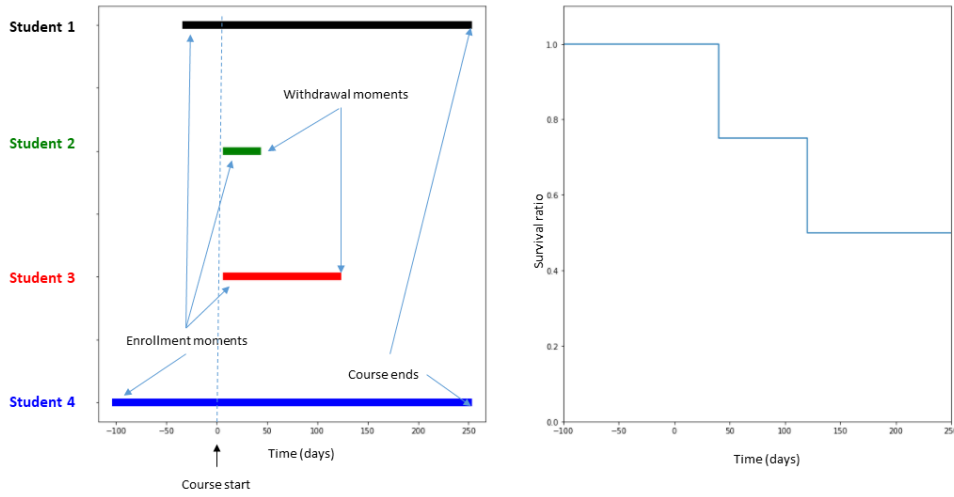 Student 1
Withdrawal moments
Student 2
Student 3
Enrollment moments
Course ends
Student 4
−100 −50 0 50 100 150 200 250
Time (days)
Course start
1.0
0.8
0.6
Survival ratio
0.4
0.2
0.0
−100 −50 0 50 100 150 200 250
Time (days)